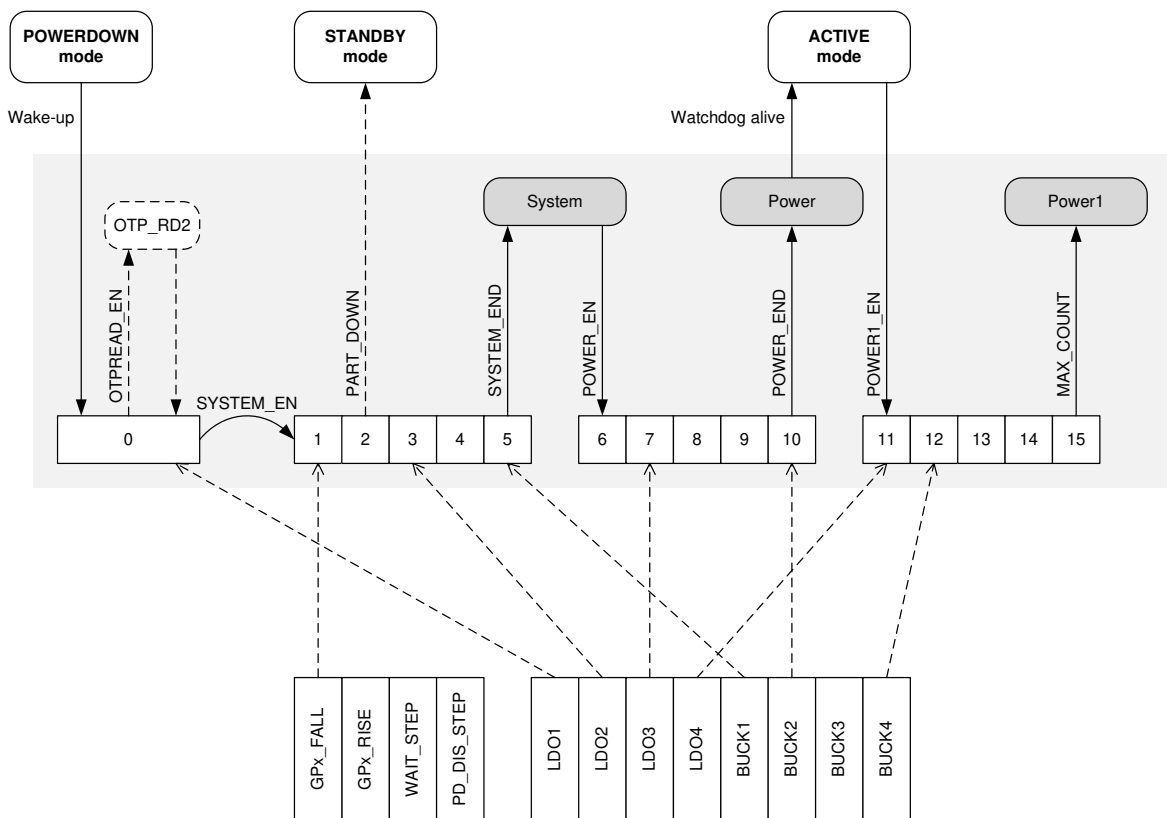 POWERDOWN
mode
STANDBY
mode
ACTIVE
mode
Wake-up
Watchdog alive
System
Power
Power1
OTP_RD2
OTPREAD_EN
PART_DOWN
SYSTEM_END
POWER_EN
POWER_END
POWER1_EN
MAX_COUNT
SYSTEM_EN
0
1
2
3
4
5
6
7
8
9
10
11
12
13
14
15
GPx_FALL
GPx_RISE
WAIT_STEP
PD_DIS_STEP
LDO1
LDO2
LDO3
LDO4
BUCK1
BUCK2
BUCK3
BUCK4